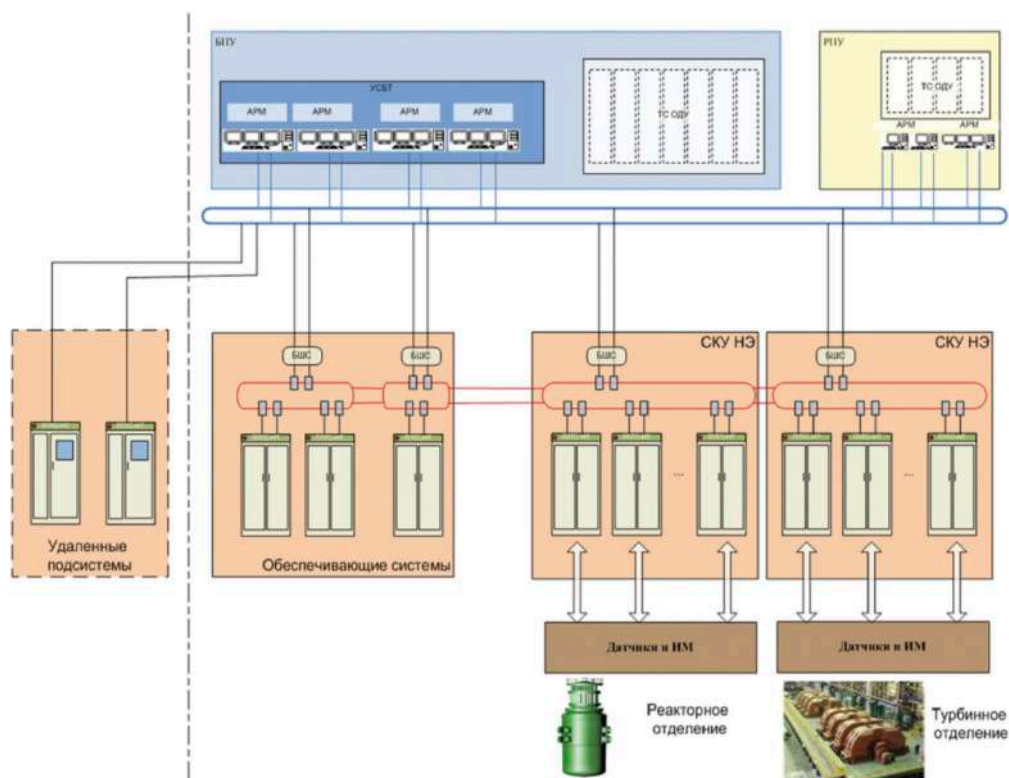 БПУ
РПУ
УСБТ
АРМ
АРМ
АРМ
АРМ
ТС ОДУ
ТС ОДУ
АРМ
АРМ
БШС
БШС
БШС
СКУ НЭ
БШС
СКУ НЭ
...
...
Удаленные
подсистемы
Обеспечивающие системы
Датчики и ИМ
Датчики и ИМ
Реакторное
отделение
Турбинное
отделение